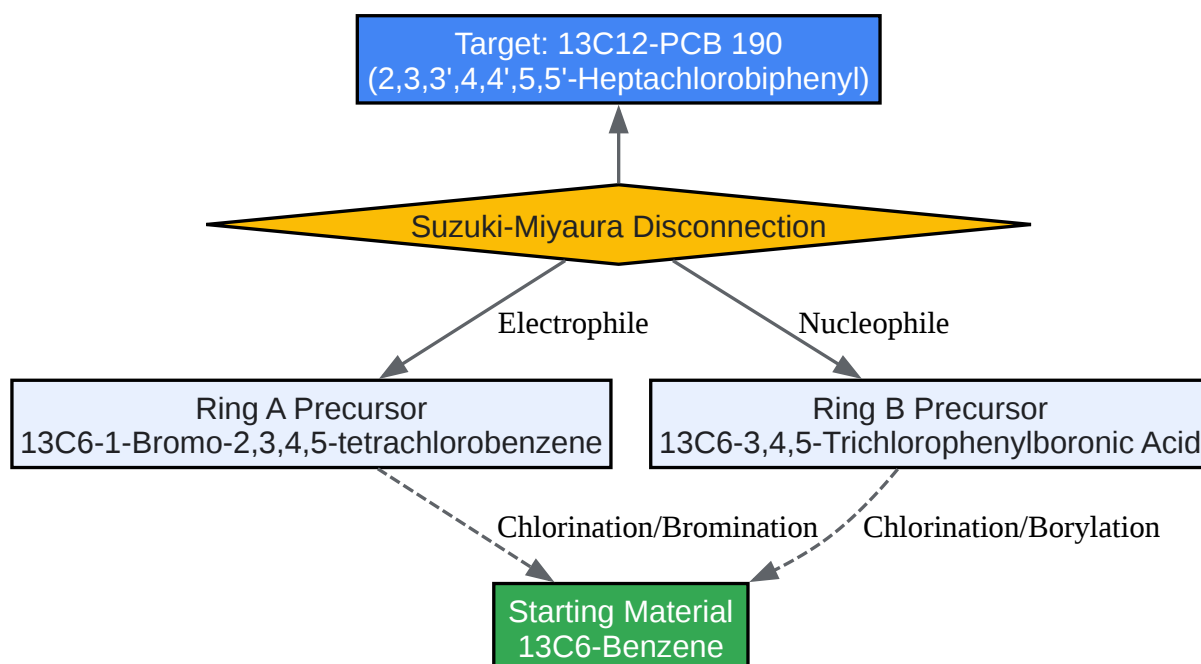 Target: 13C12-PCB 190
(2,3,3',4,4',5,5'-Heptachlorobiphenyl)
Suzuki-Miyaura Disconnection
Electrophile
Nucleophile
Ring A Precursor
13C6-1-Bromo-2,3,4,5-tetrachlorobenzene
Ring B Precursor
13C6-3,4,5-Trichlorophenylboronic Acid
Chlorination/Bromination
Chlorination/Borylation
Starting Material
13C6-Benzene